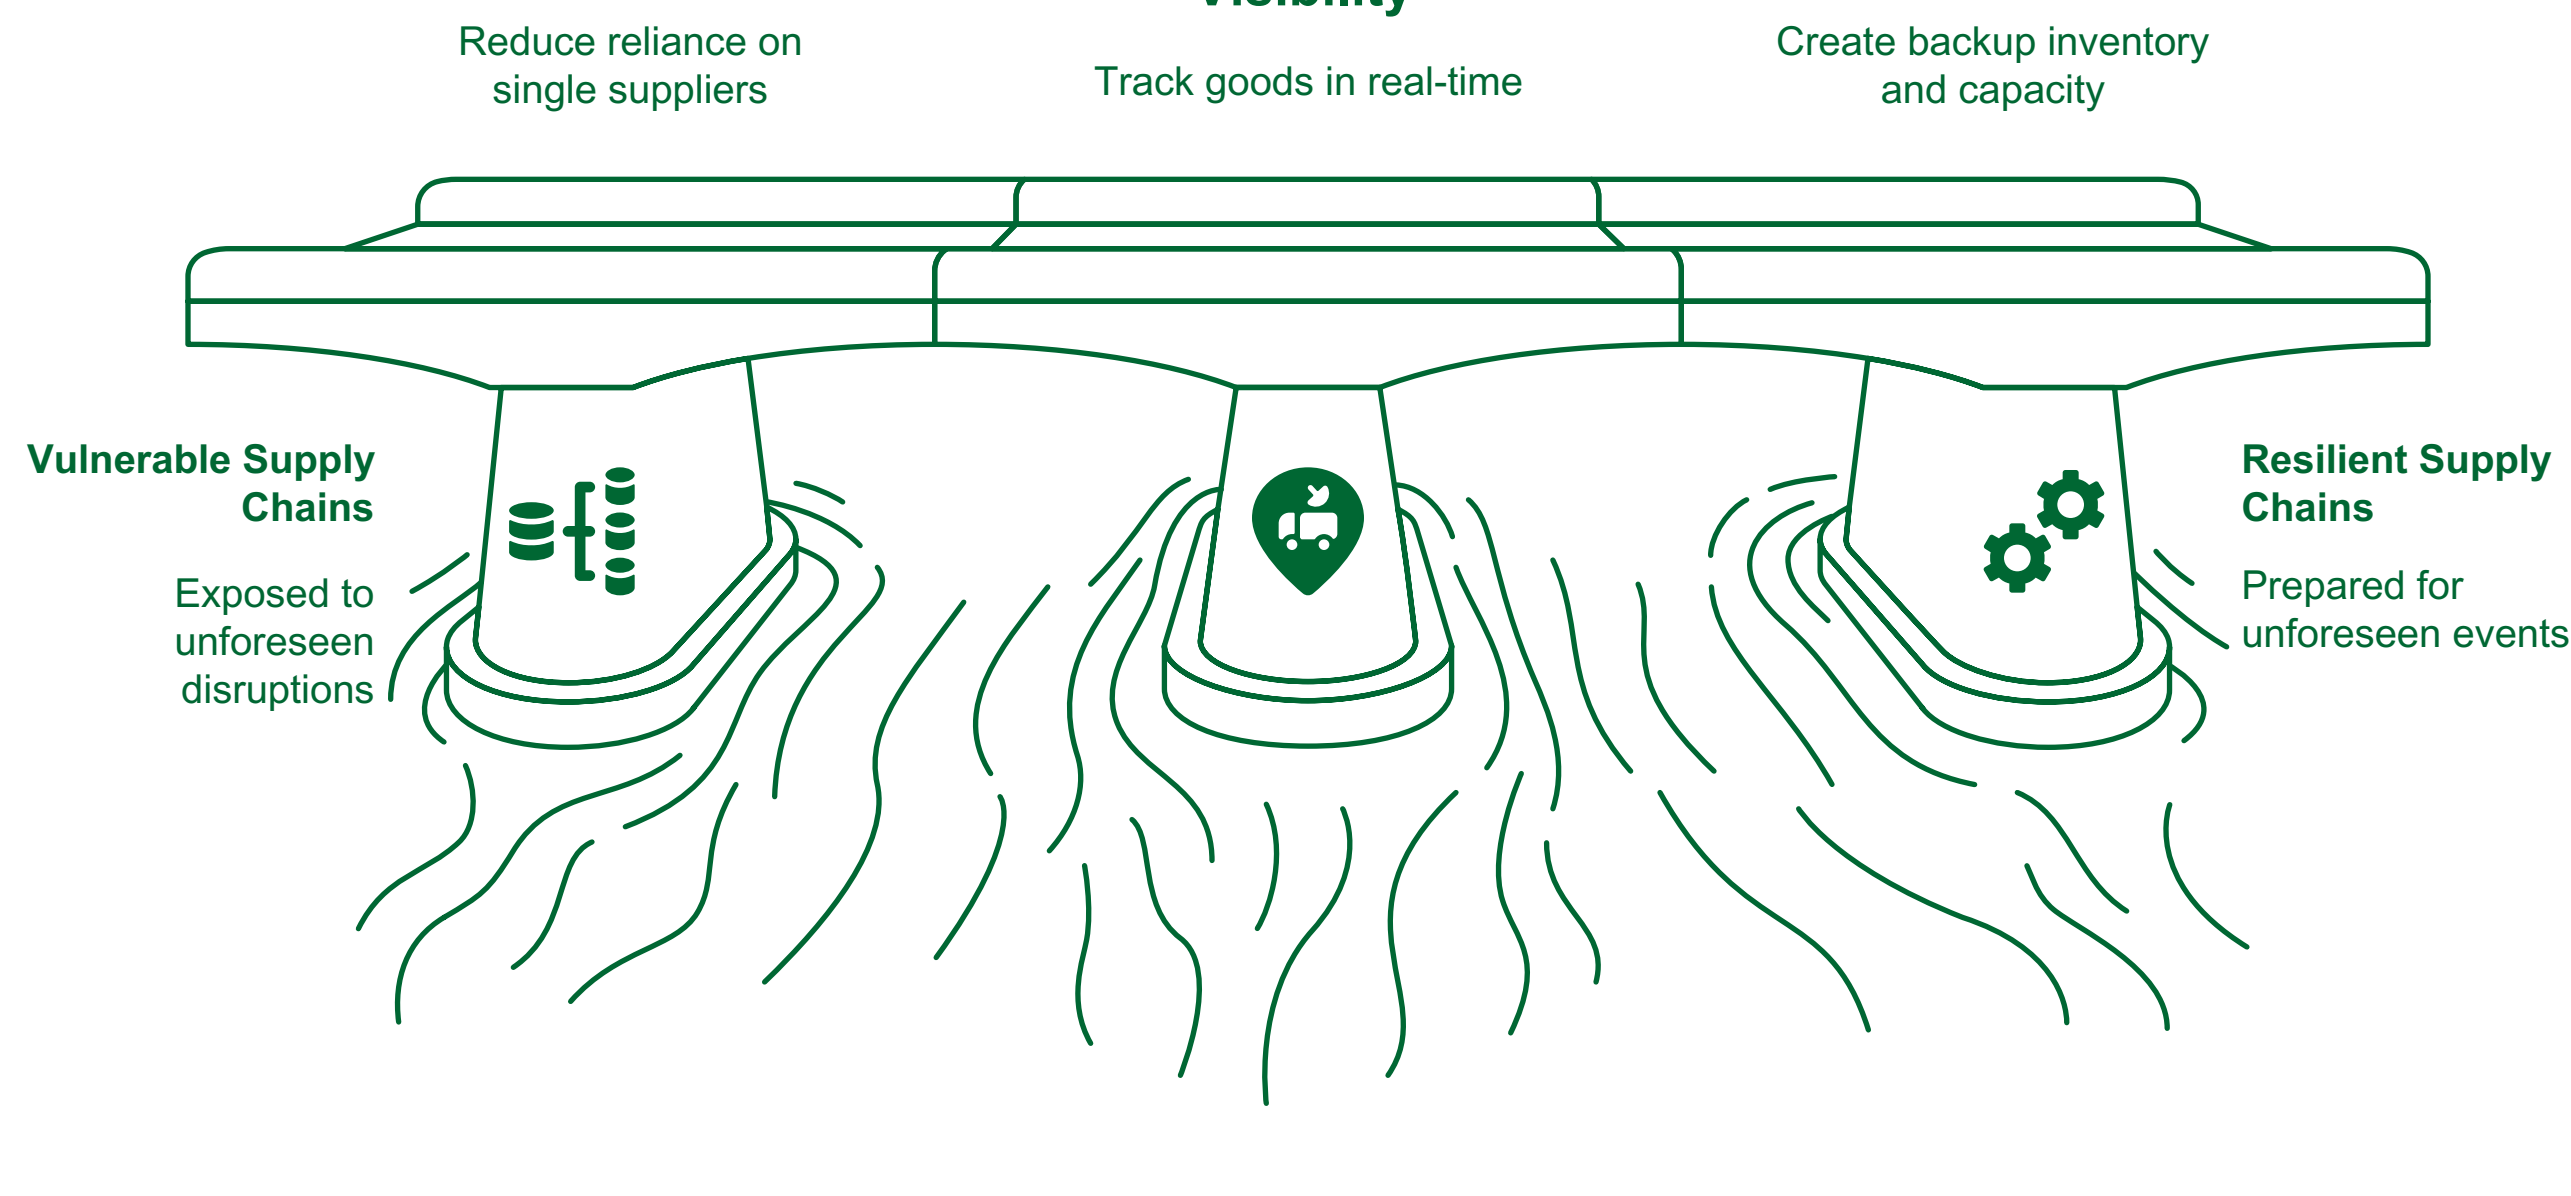 Visibility
Reduce reliance on
single suppliers
Track goods in real-time
Create backup inventory
and capacity
Vulnerable Supply
Chains
Exposed to
unforeseen
disruptions
Resilient Supply
Chains
Prepared for
unforeseen events